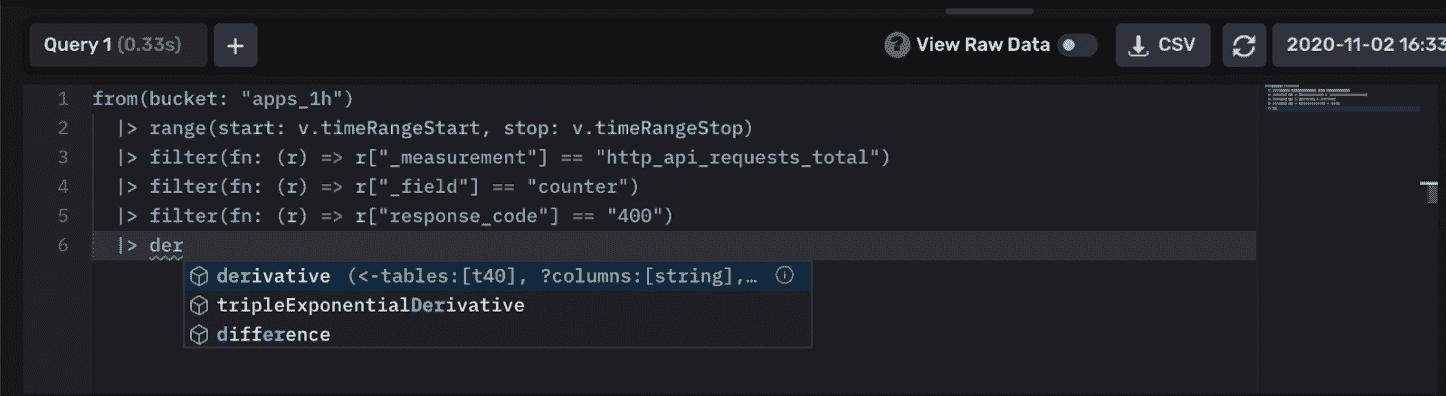 Query 1 (0.33s)
+
View Raw Data
CSV
2020-11-02 16:33
1 from(bucket: "apps_1h")
2 |> range(start: v.timeRangeStart, stop: v.timeRangeStop)
3 |> filter(fn: (r) => r["_measurement"] == "http_api_requests_total")
4 |> filter(fn: (r) => r["_field"] == "counter")
5 |> filter(fn: (r) => r["response_code"] == "400")
6 |> der
derivative (<-tables:[t40], ?columns:[string],…
tripleExponentialDerivative
difference